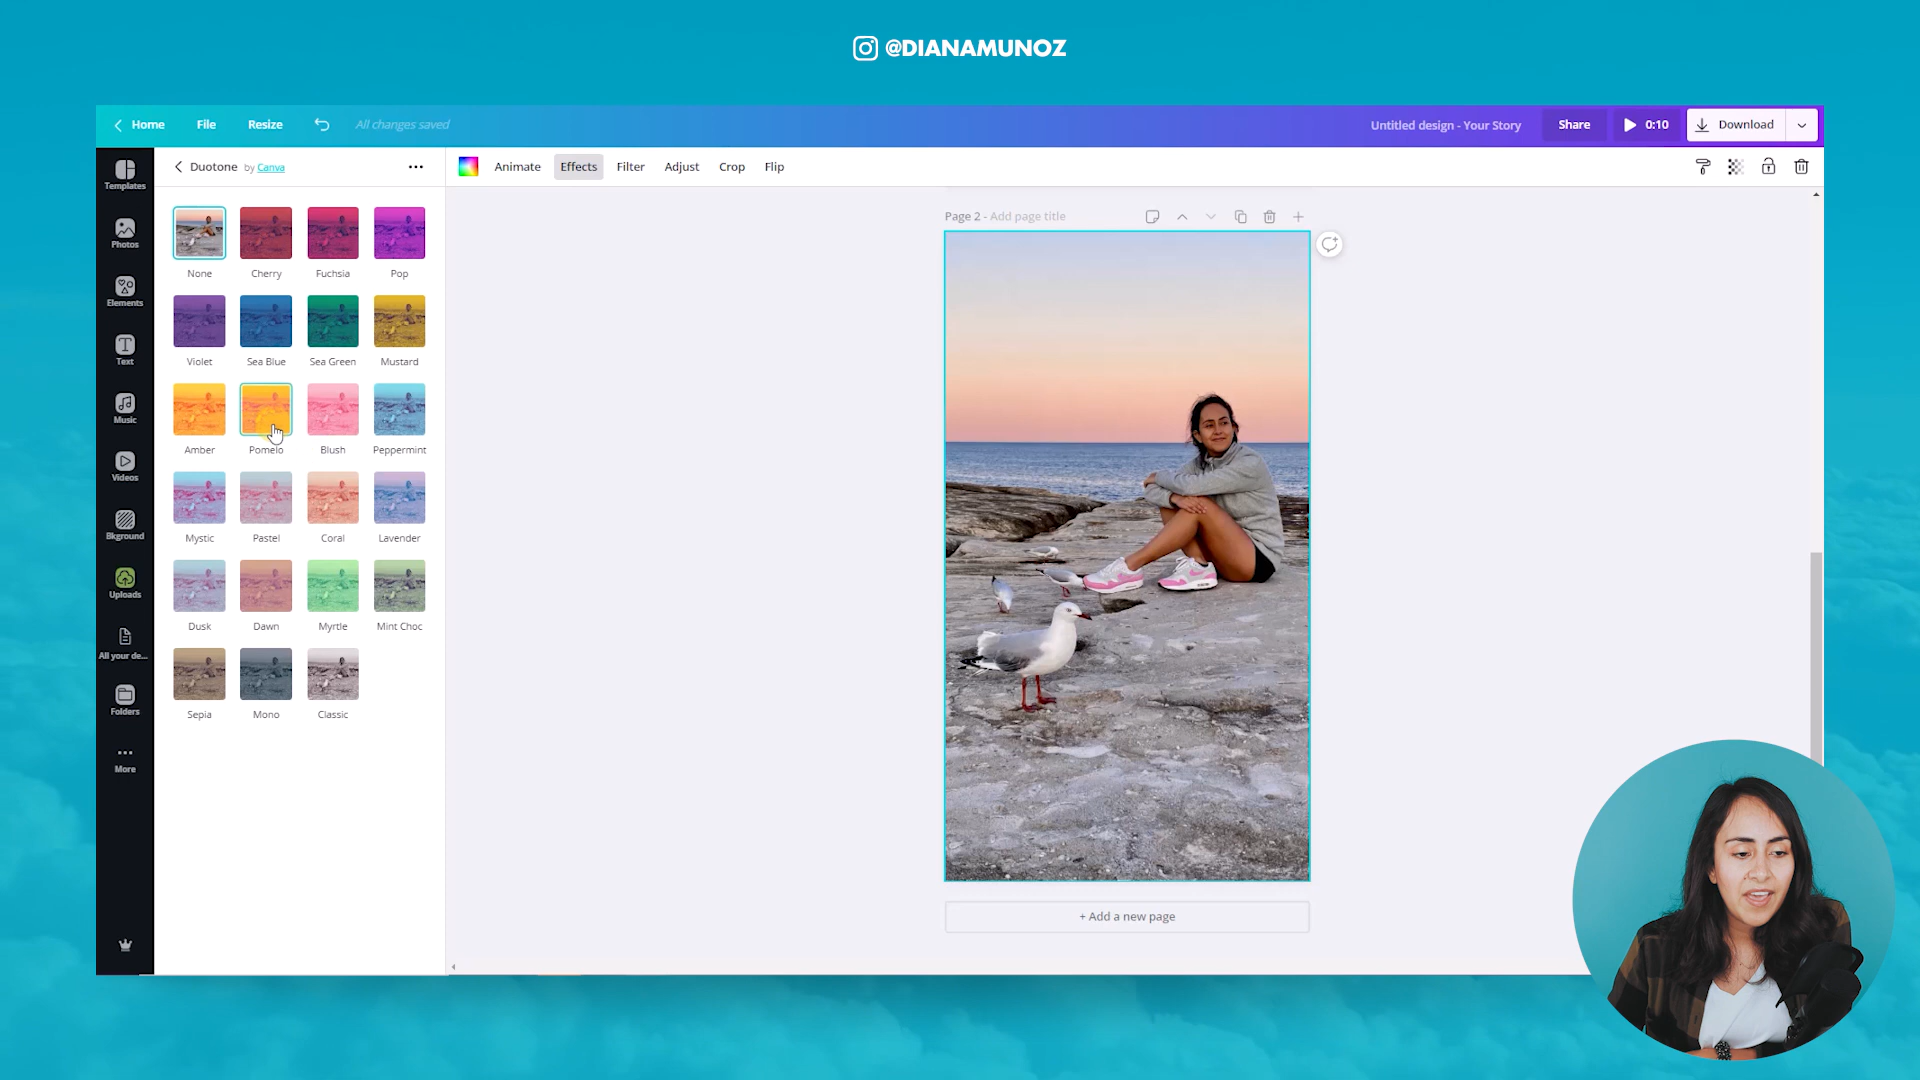 @DIANAMUNOZ
Home File Resize All changes saved Untitled design - Your Story Share 0:10 Download
Duotone by Canva ... Animate Effects Filter Adjust Crop Flip
Templates
Photos
Elements
Text
Music
Videos
Bkground
Uploads
All your de...
Folders
More
None Cherry Fuchsia Pop
Violet Sea Blue Sea Green Mustard
Amber Pomelo Blush Peppermint
Mystic Pastel Coral Lavender
Dusk Dawn Myrtle Mint Choc
Sepia Mono Classic
Page 2 - Add page title
+ Add a new page